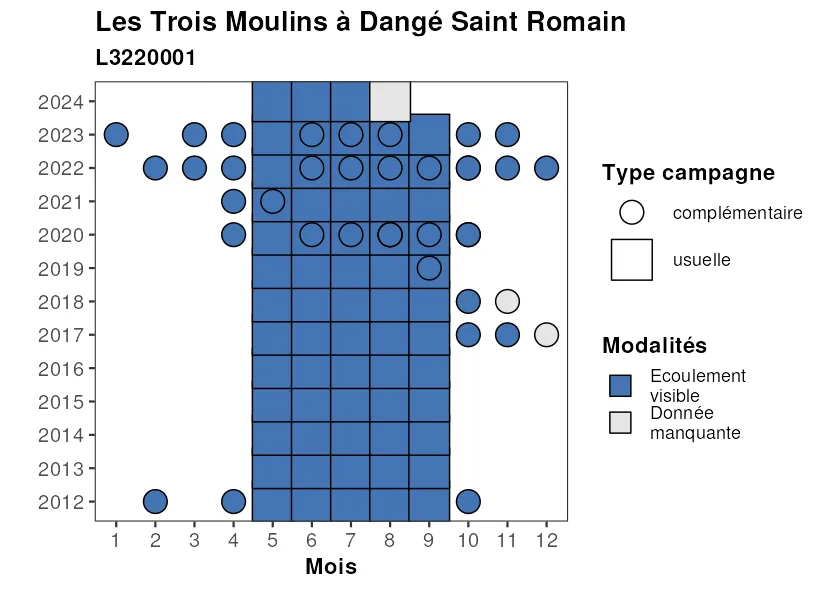 Les Trois Moulins à Dangé Saint Romain
L3220001
2024
2023
2022
2021
2020
2019
2018
2017
2016
2015
2014
2013
2012
1 2 3 4 5 6 7 8 9 10 11 12
Mois
Type campagne
complémentaire
usuelle
Modalités
Ecoulement
visible
Donnée
manquante